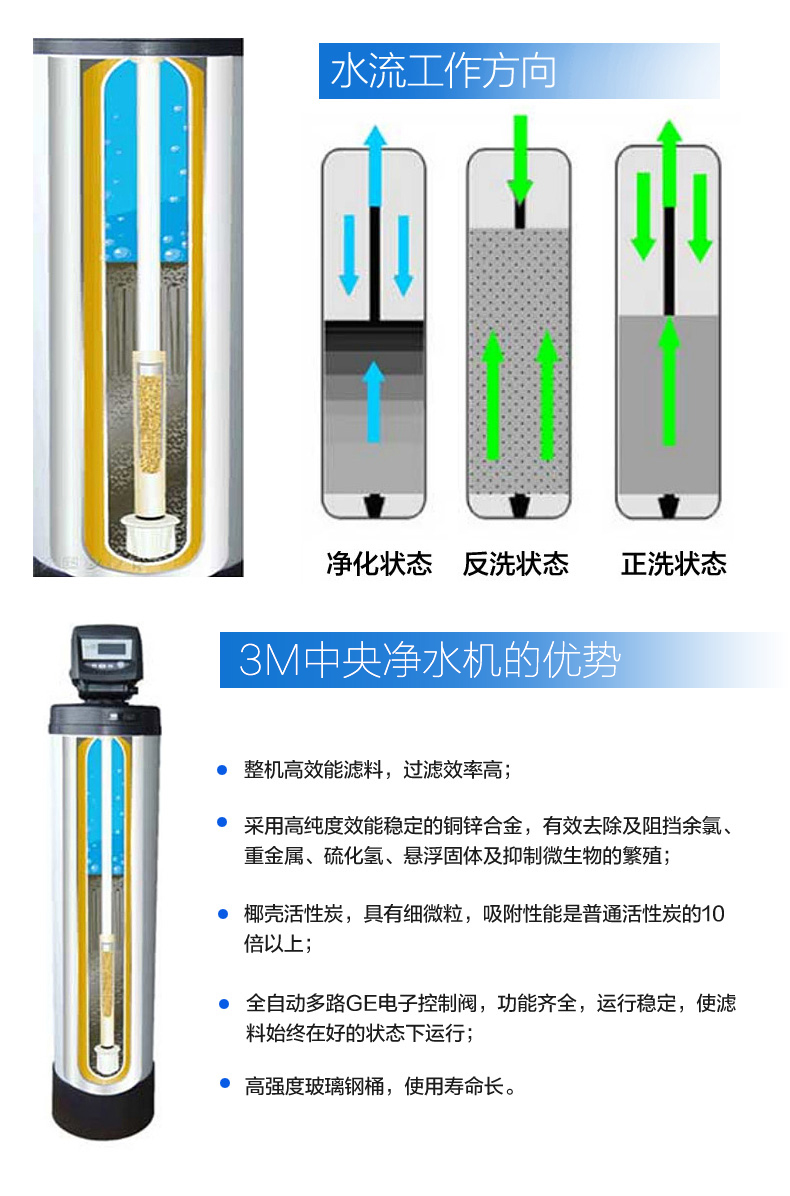 水流工作方向
净化状态 反洗状态 正洗状态
3M中央净水机的优势
整机高效能滤料，过滤效率高；
采用高纯度效能稳定的铜锌合金，有效去除及阻挡余氯、
重金属、硫化氢、悬浮固体及抑制微生物的繁殖；
椰壳活性炭，具有细微粒，吸附性能是普通活性炭的10
倍以上；
全自动多路GE电子控制阀，功能齐全，运行稳定，使滤
料始终在好的状态下运行；
高强度玻璃钢桶，使用寿命长。